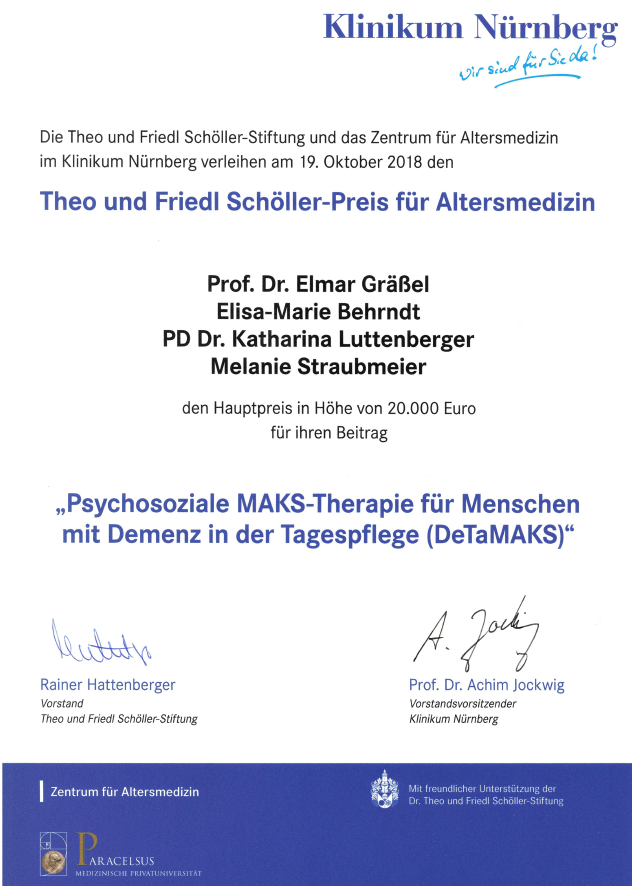 Klinikum Nürnberg
wir sind für Sie da!
Die Theo und Friedl Schöller-Stiftung und das Zentrum für Altersmedizin
im Klinikum Nürnberg verleihen am 19. Oktober 2018 den
Theo und Friedl Schöller-Preis für Altersmedizin
Prof. Dr. Elmar Gräßel
Elisa-Marie Behrndt
PD Dr. Katharina Luttenberger
Melanie Straubmeier
den Hauptpreis in Höhe von 20.000 Euro
für ihren Beitrag
„Psychosoziale MAKS-Therapie für Menschen
mit Demenz in der Tagespflege (DeTaMAKS)“
A. Jockwig
Rainer Hattenberger
Vorstand
Theo und Friedl Schöller-Stiftung
Prof. Dr. Achim Jockwig
Vorstandsvorsitzender
Klinikum Nürnberg
Zentrum für Altersmedizin
Mit freundlicher Unterstützung der
Dr. Theo und Friedl Schöller-Stiftung
PARACELSUS
MEDIZINISCHE PRIVATUNIVERSITÄT